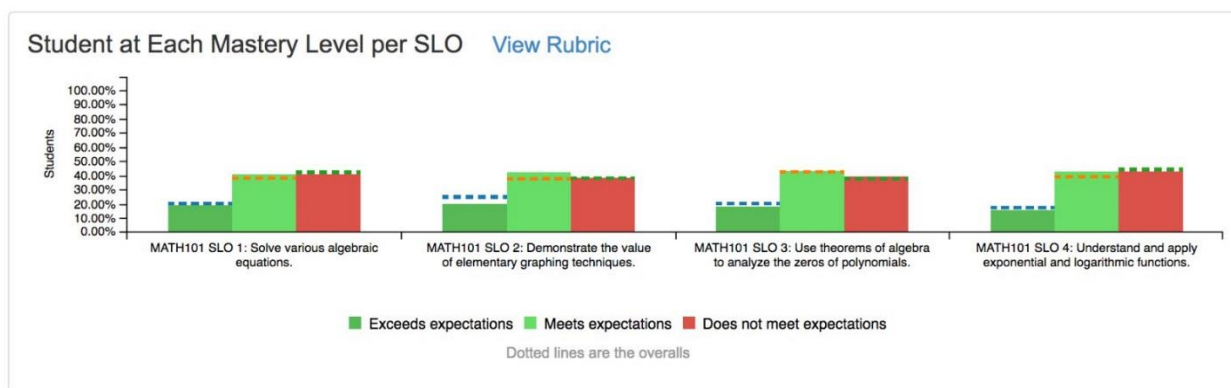 Student at Each Mastery Level per SLO View Rubric
Students
100.00%
90.00%
80.00%
70.00%
60.00%
50.00%
40.00%
30.00%
20.00%
10.00%
0.00%
MATH101 SLO 1: Solve various algebraic
equations.
MATH101 SLO 2: Demonstrate the value
of elementary graphing techniques.
MATH101 SLO 3: Use theorems of algebra
to analyze the zeros of polynomials.
MATH101 SLO 4: Understand and apply
exponential and logarithmic functions.
Exceeds expectations Meets expectations Does not meet expectations
Dotted lines are the overalls